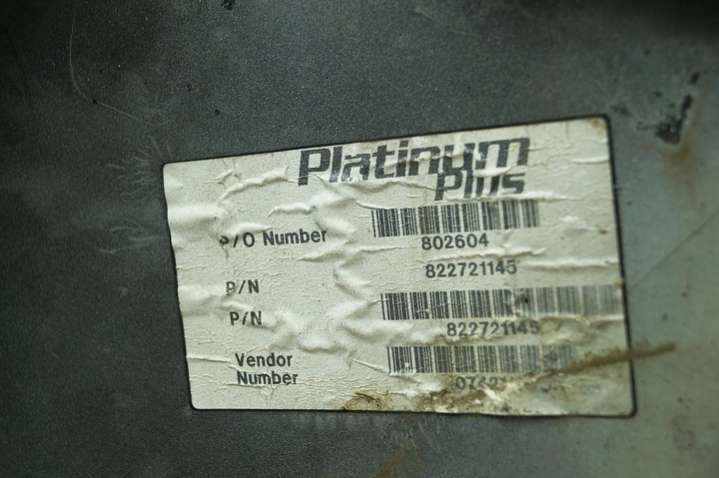 Platinum
Plus
P/O Number
802604
P/N 822721145
P/N
822721145
Vendor
Number